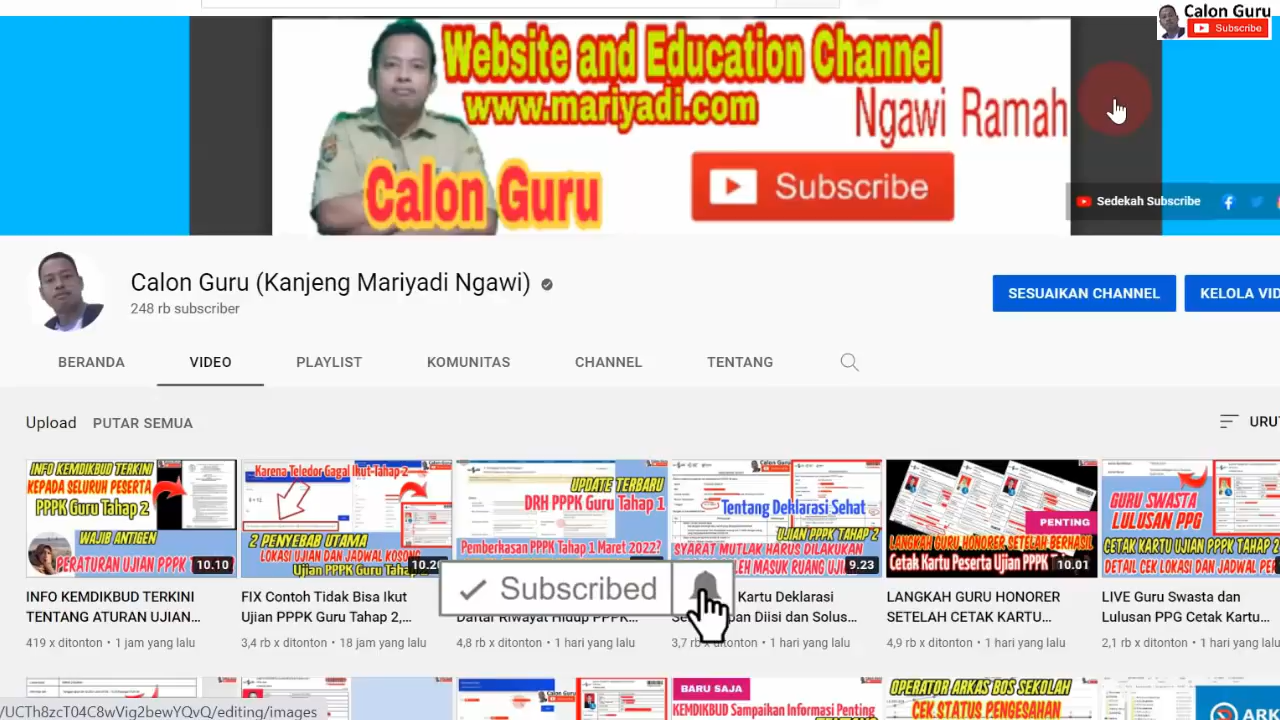 Calon Guru
Subscribe
Website and Education Channel
www.mariyadi.com
Ngawi Ramah
Calon Guru
Subscribe
Sedekah Subscribe
Calon Guru (Kanjeng Mariyadi Ngawi)
248 rb subscriber
SESUAIKAN CHANNEL
KELOLA VID
BERANDA
VIDEO
PLAYLIST
KOMUNITAS
CHANNEL
TENTANG
Upload
PUTAR SEMUA
URUT
INFO KEMDIKBUD TERKINI
PPPK Guru Tahap 2
WAJIB ANTIGEN
PERATURAN UJIAN PPPK
10.10
Karena Teledor Gagal Ikut Tahap 2
2 PENYEBAB UTAMA
LOKASI UJIAN DAN JADWAL KOSONG
Ujian PPPK Guru Tahap
10.20
UPDATE TERBARU
DRH PPPK Guru Tahap 1
Pemberkasan PPPK Tahap 1 Maret 2022?
Tentang Deklarasi Sehat
UJIAN PPPK TAHAP 2
SYARAT MUTLAK HARUS DILAKUKAN
MASUK RUANG
9.23
PENTING
LANGKAH GURU HONORER SETELAH BERHASIL
Cetak Kartu Peserta Ujian PPPK
10.01
GURU SWASTA
LULUSAN PPG
CETAK KARTU UJIAN PPPK TAHAP 2
DETAIL CEK LOKASI DAN JADWAL
INFO KEMDIKBUD TERKINI
TENTANG ATURAN UJIAN...
419 x ditonton • 1 jam yang lalu
FIX Contoh Tidak Bisa Ikut
Ujian PPPK Guru Tahap 2,...
3,4 rb x ditonton • 18 jam yang lalu
Daftar Riwayat Hidup PPPK...
4,8 rb x ditonton • 1 hari yang lalu
Kartu Deklarasi
Diisi dan Solus...
3,7 rb x ditonton • 1 hari yang lalu
LANGKAH GURU HONORER
SETELAH CETAK KARTU...
4,9 rb x ditonton • 1 hari yang lalu
LIVE Guru Swasta dan
Lulusan PPG Cetak Kartu...
2,1 rb x ditonton • 1 hari yang lalu
Subscribed
BARU SAJA
KEMDIKBUD Sampaikan Informasi Penting
OPERATOR ARKAS BOS SEKOLAH
CEK STATUS PENGESAHAN
ARK
/UCTh8zcT04C8wVig2bewYQvQ/editing/images